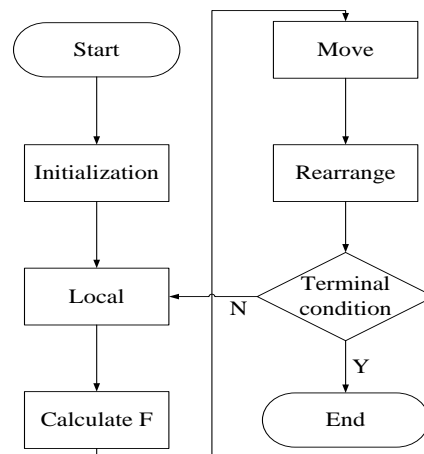 Start
Initialization
Local
Calculate F
Move
Rearrange
Terminal
condition
N
Y
End